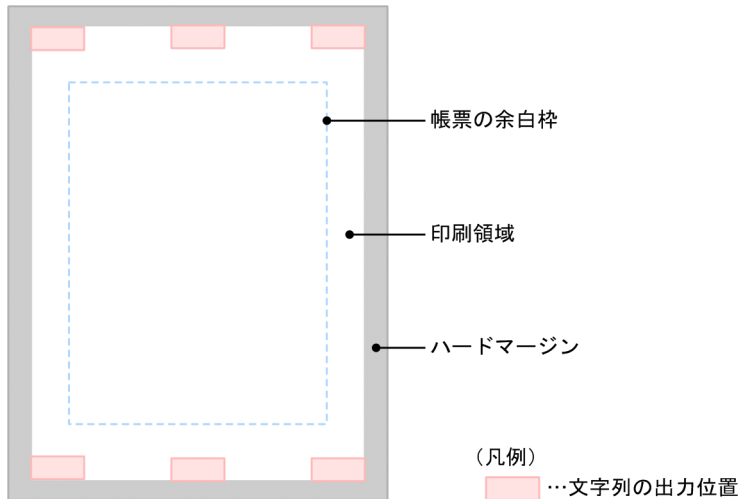 帳票の余白枠
印刷領域
ハードマージン
（凡例）
…文字列の出力位置